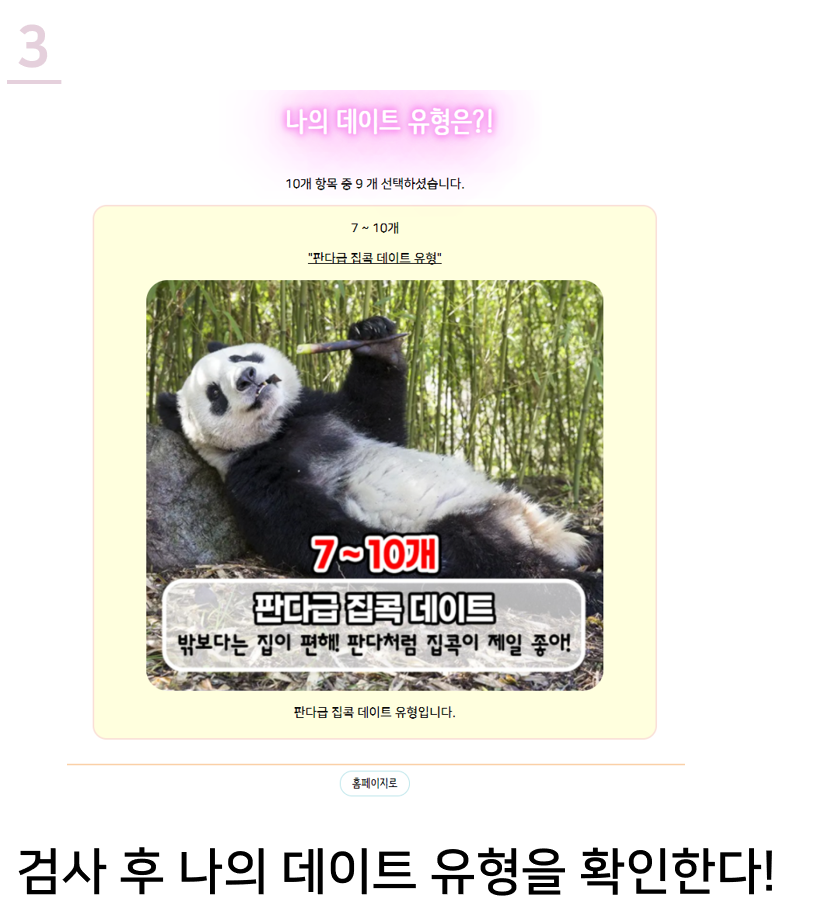 3
나의 데이트 유형은?!
10개 항목 중 9 개 선택하셨습니다.
7 ~ 10개
"판다급 집콕 데이트 유형"
7~10개
판다급 집콕 데이트
밖보다는 집이 편해! 판다처럼 집콕이 제일 좋아!
판다급 집콕 데이트 유형입니다.
홈페이지로
검사 후 나의 데이트 유형을 확인한다!